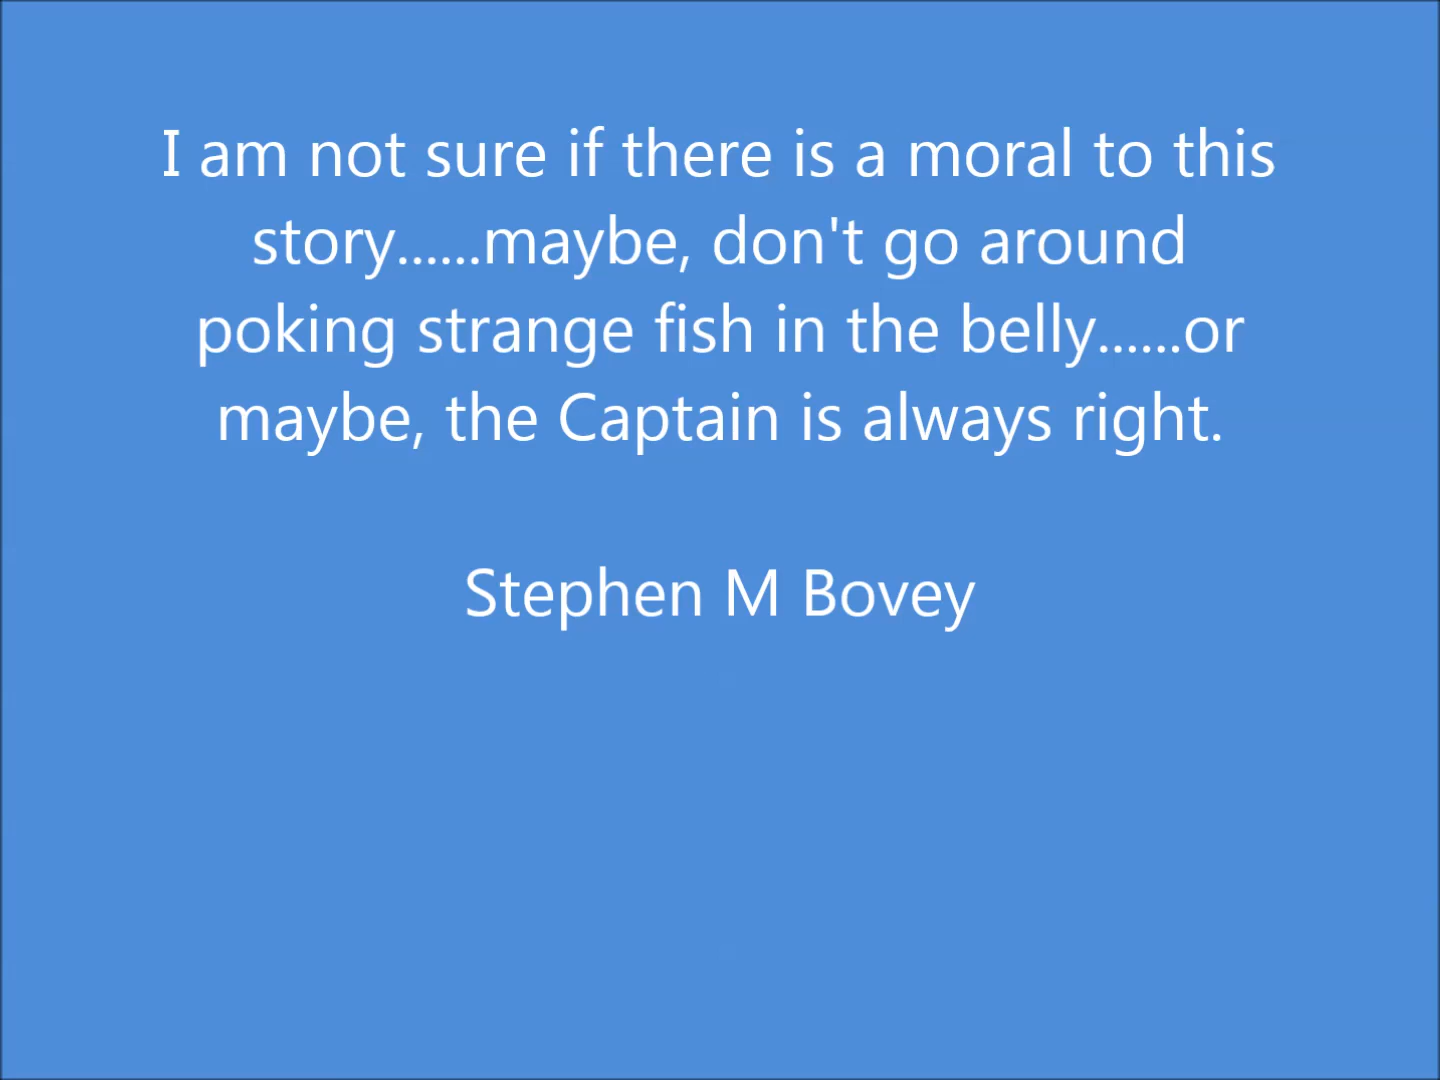 I am not sure if there is a moral to this
story......maybe, don't go around
poking strange fish in the belly......or
maybe, the Captain is always right.
Stephen M Bovey